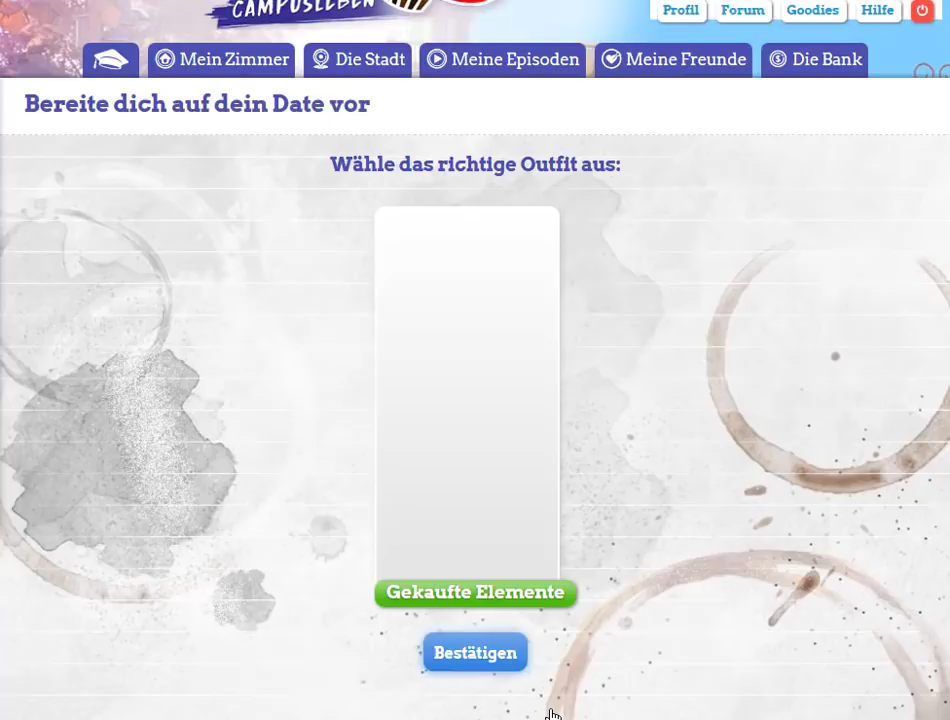 CAMPUSLEBEN
Profil Forum Goodies Hilfe
Mein Zimmer Die Stadt Meine Episoden Meine Freunde Die Bank
Bereite dich auf dein Date vor
Wähle das richtige Outfit aus:
Gekaufte Elemente
Bestätigen